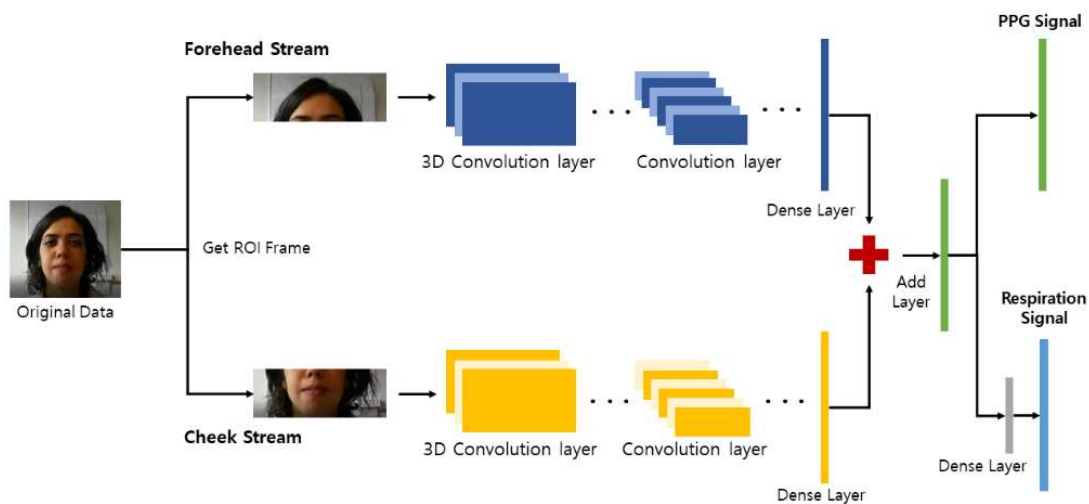 PPG Signal
Forehead Stream
3D Convolution layer
Convolution layer
Dense Layer
Get ROI Frame
Original Data
Add
Layer
Respiration
Signal
Cheek Stream
3D Convolution layer
Convolution layer
Dense Layer
Dense Layer